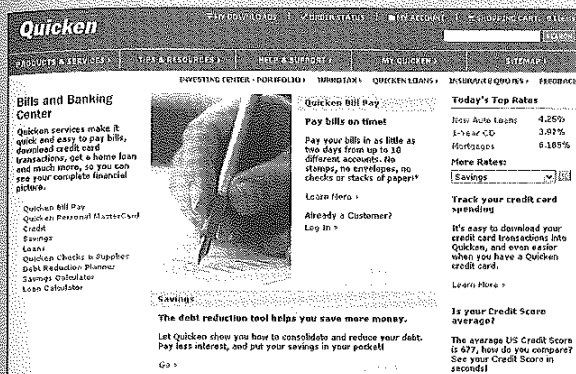 MY DOWNLOADS | ORDER STATUS | MY ACCOUNT | SHOPPING CART
Quicken
SEARCH
PRODUCTS & SERVICES TIPS & RESOURCES HELP & SUPPORT MY QUICKEN SITEMAP
INVESTING CENTER - PORTFOLIO TURBOTAX QUICKEN LOANS INSURANCE QUOTES FEEDBACK
Bills and Banking
Center
Quicken services make it
quick and easy to pay bills,
download credit card
transactions, get a home loan
and much more, so you can
see your complete financial
picture.
Quicken Bill Pay
Quicken Personal MasterCard
Credit
Savings
Loans
Quicken Checks & Supplies
Debt Reduction Planner
Savings Calculator
Loan Calculator
Quicken Bill Pay
Pay bills on time!
Pay your bills in as little as
two days from up to 10
different accounts. No
stamps, no envelopes, no
checks or stacks of paper!*
Learn More ›
Already a Customer?
Log In ›
Savings
The debt reduction tool helps you save more money.
Let Quicken show you how to consolidate and reduce your debt.
Pay less interest, and put your savings in your pocket!
Go ›
Today's Top Rates
New Auto Loans 4.25%
1-Year CD 3.92%
Mortgages 6.185%
More Rates:
Savings
Track your credit card
spending
It's easy to download your
credit card transactions into
Quicken, and even easier
when you have a Quicken
credit card.
Learn More ›
Is your Credit Score
average?
The average US Credit Score
is 677, how do you compare?
See your Credit Score in
seconds!